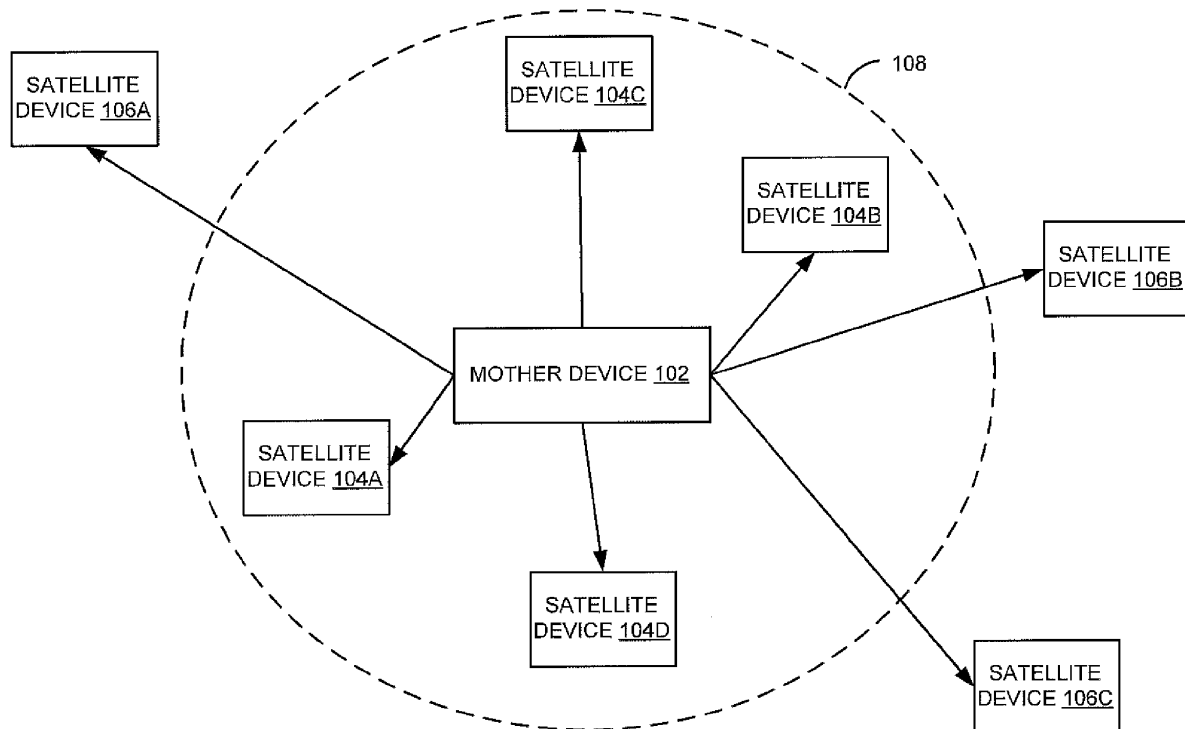 SATELLITE
DEVICE 106A
SATELLITE
DEVICE 104C
108
SATELLITE
DEVICE 104B
SATELLITE
DEVICE 106B
MOTHER DEVICE 102
SATELLITE
DEVICE 104A
SATELLITE
DEVICE 104D
SATELLITE
DEVICE 106C